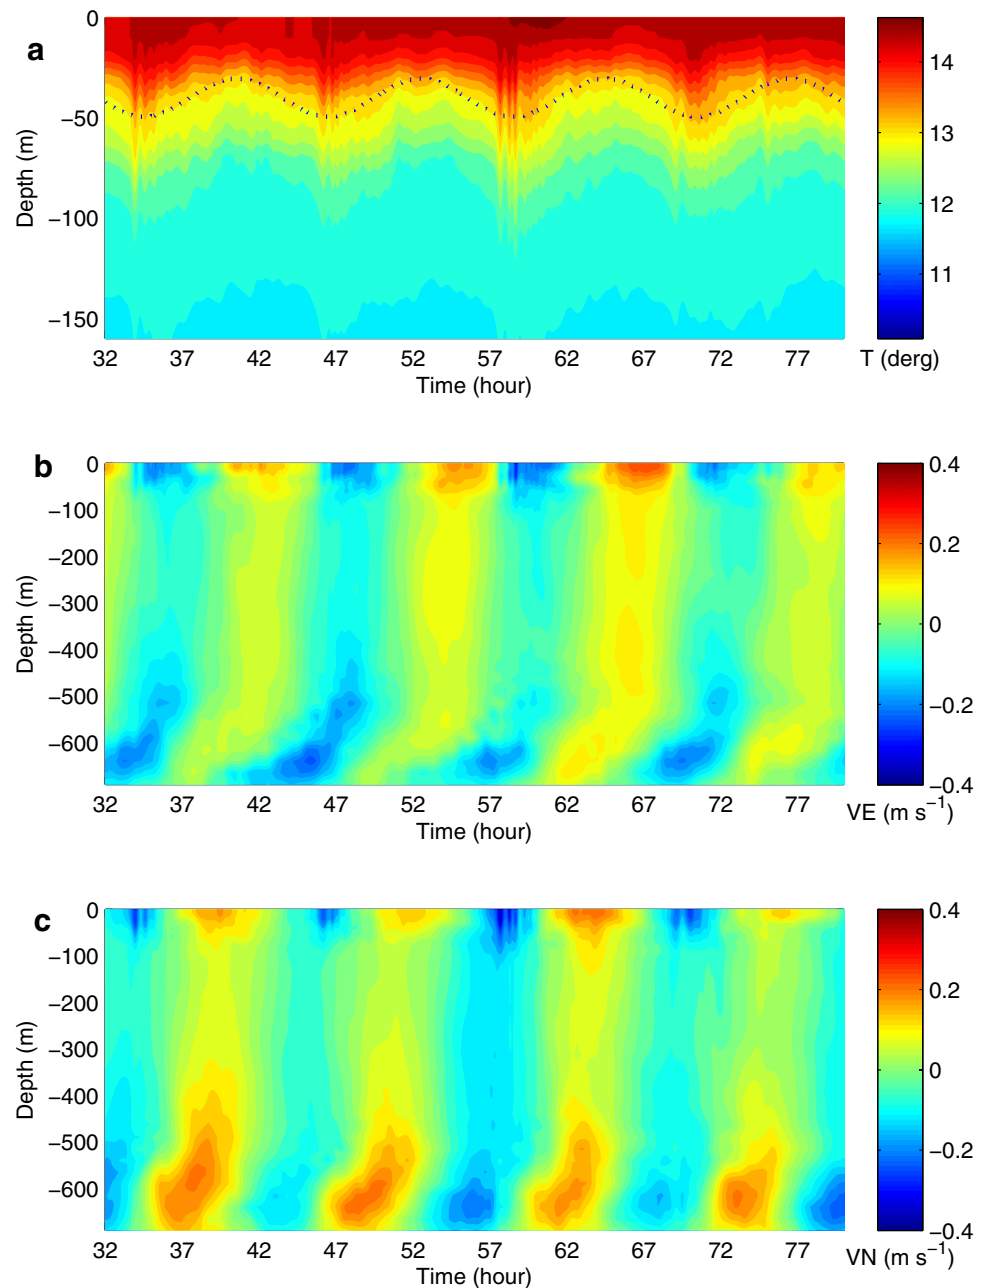 a
0
−50
−100
−150
Depth (m)
32 37 42 47 52 57 62 67 72 77
Time (hour)
14
13
12
11
T (derg)
b
0
−100
−200
−300
−400
−500
−600
Depth (m)
32 37 42 47 52 57 62 67 72 77
Time (hour)
0.4
0.2
0
−0.2
−0.4
VE (m s⁻¹)
c
0
−100
−200
−300
−400
−500
−600
Depth (m)
32 37 42 47 52 57 62 67 72 77
Time (hour)
0.4
0.2
0
−0.2
−0.4
VN (m s⁻¹)